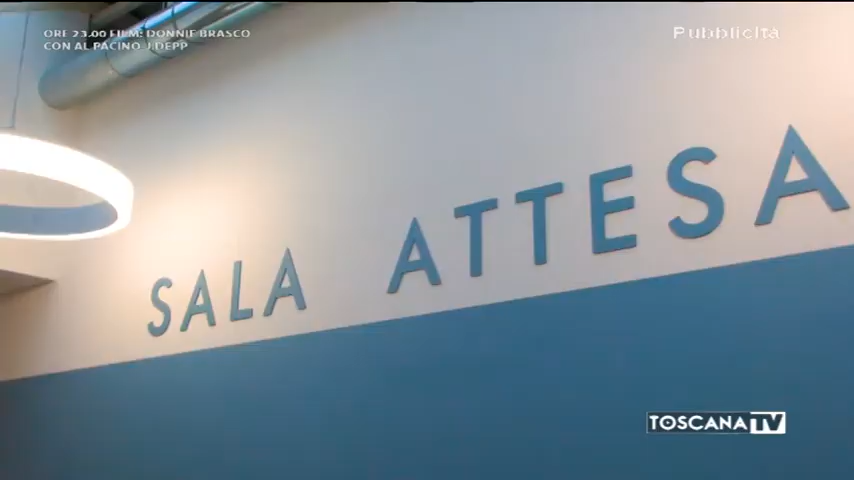 ORE 23.00 FILM: DONNIE BRASCO
CON AL PACINO J.DEPP
Pubblicità
SALA ATTESA
TOSCANA TV